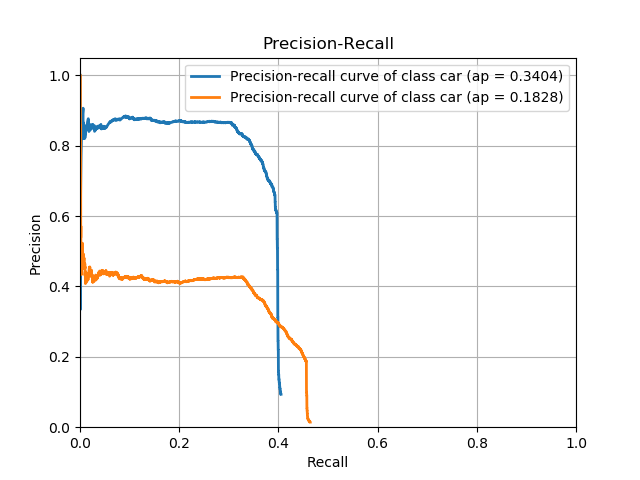 Precision-Recall
Precision-recall curve of class car (ap = 0.3404)
Precision-recall curve of class car (ap = 0.1828)
1.0
0.8
0.6
0.4
0.2
0.0
Precision
0.0 0.2 0.4 0.6 0.8 1.0
Recall